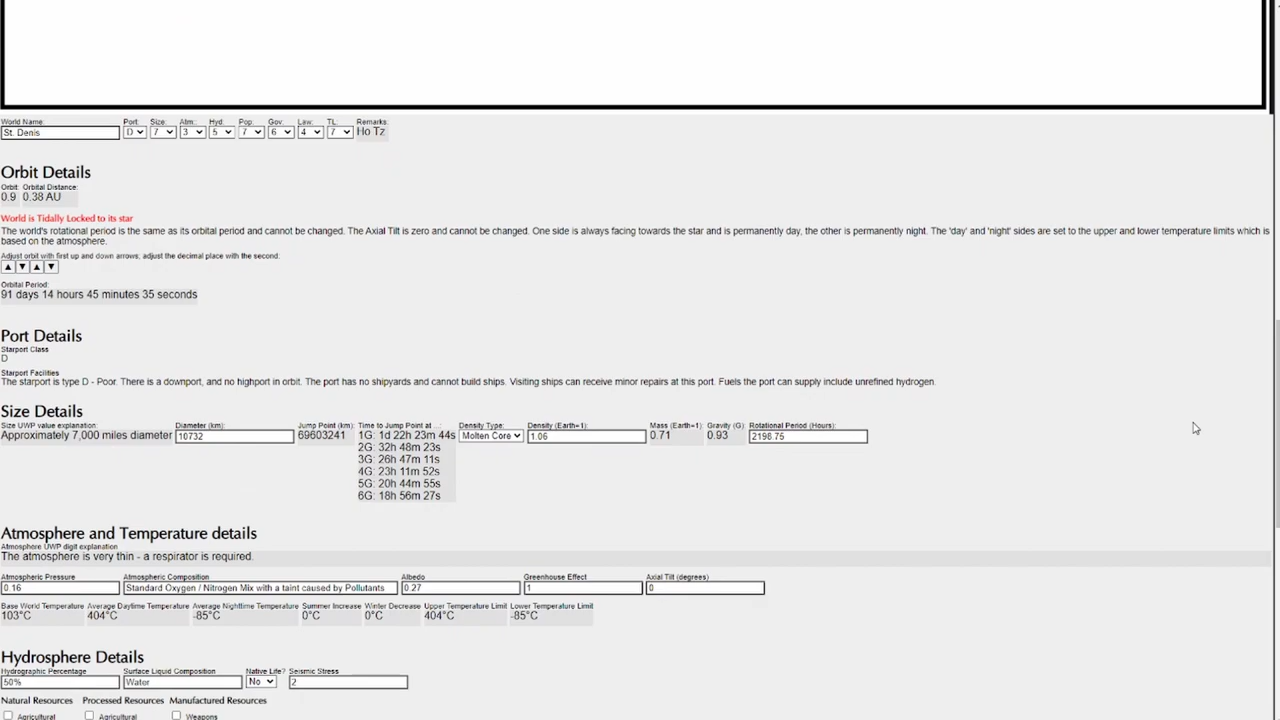 World Name: Port: Size: Atm.: Hyd. Pop: Gov: Law: TL: Remarks:
St. Denis D 7 3 5 7 6 4 7 Ho Tz
Orbit Details
Orbit: Orbital Distance:
0.9 0.38 AU
World is Tidally Locked to its star
The world's rotational period is the same as its orbital period and cannot be changed. The Axial Tilt is zero and cannot be changed. One side is always facing towards the star and is permanently day, the other is permanently night. The 'day' and 'night' sides are set to the upper and lower temperature limits which is
based on the atmosphere.
Adjust orbit with first up and down arrows; adjust the decimal place with the second:
▲ ▼ ▲ ▼
Orbital Period:
91 days 14 hours 45 minutes 35 seconds
Port Details
Starport Class
D
Starport Facilities
The starport is type D - Poor. There is a downport, and no highport in orbit. The port has no shipyards and cannot build ships. Visiting ships can receive minor repairs at this port. Fuels the port can supply include unrefined hydrogen.
Size Details
Size UWP value explanation: Diameter (km): Jump Point (km): Time to Jump Point at ...: Density Type: Density (Earth=1): Mass (Earth=1): Gravity (G): Rotational Period (Hours):
Approximately 7,000 miles diameter 10732 69603241 1G: 1d 22h 23m 44s Molten Core 1.06 0.71 0.93 2198.75
2G: 32h 48m 23s
3G: 26h 47m 11s
4G: 23h 11m 52s
5G: 20h 44m 55s
6G: 18h 56m 27s
Atmosphere and Temperature details
Atmosphere UWP digit explanation
The atmosphere is very thin - a respirator is required.
Atmospheric Pressure Atmospheric Composition Albedo Greenhouse Effect Axial Tilt (degrees)
0.16 Standard Oxygen / Nitrogen Mix with a taint caused by Pollutants 0.27 1 0
Base World Temperature Average Daytime Temperature Average Nighttime Temperature Summer Increase Winter Decrease Upper Temperature Limit Lower Temperature Limit
103°C 404°C -85°C 0°C 0°C 404°C -85°C
Hydrosphere Details
Hydrographic Percentage Surface Liquid Composition Native Life? Seismic Stress
50% Water No 2
Natural Resources Processed Resources Manufactured Resources
Agricultural Agricultural Weapons